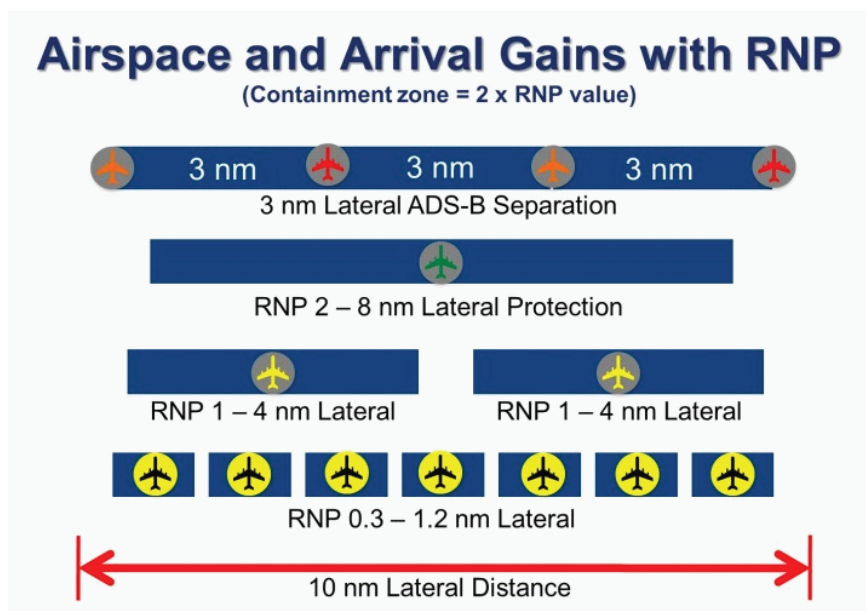 Airspace and Arrival Gains with RNP
(Containment zone = 2 x RNP value)
3 nm 3 nm 3 nm
3 nm Lateral ADS-B Separation
RNP 2 – 8 nm Lateral Protection
RNP 1 – 4 nm Lateral RNP 1 – 4 nm Lateral
RNP 0.3 – 1.2 nm Lateral
10 nm Lateral Distance